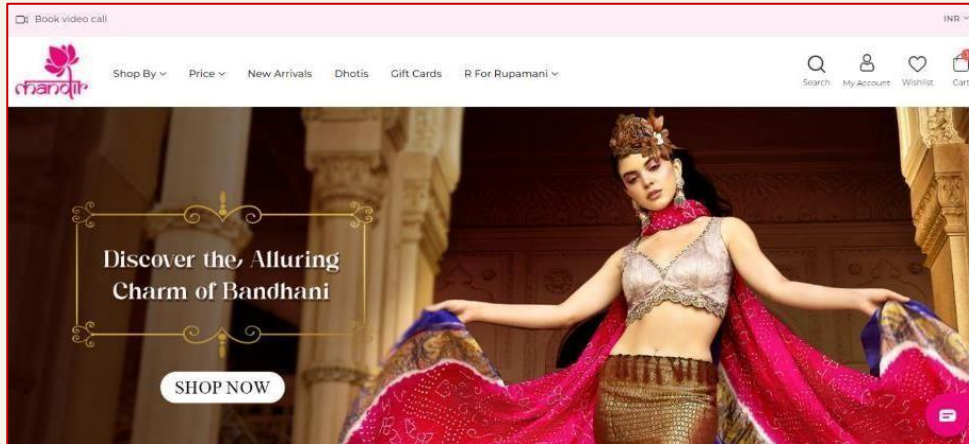 Book video call
INR
mandir
Shop By
Price
New Arrivals
Dhotis
Gift Cards
R For Rupamani
Search
My Account
Wishlist
Cart
Discover the Alluring
Charm of Bandhani
SHOP NOW